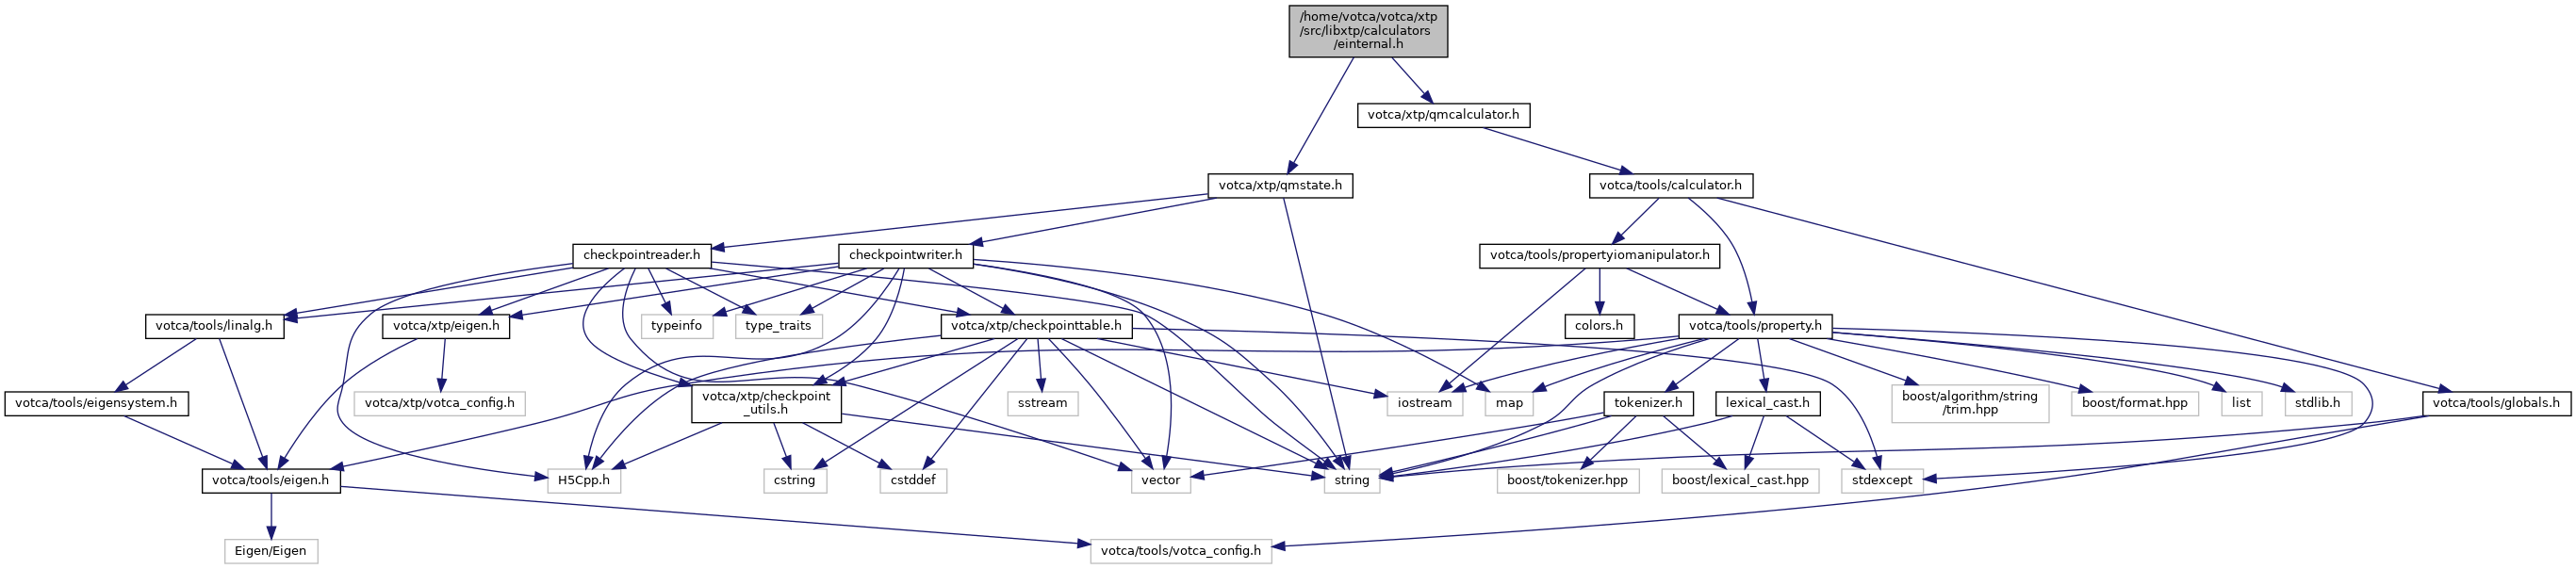 /home/votca/votca/xtp
/src/libxtp/calculators
/einternal.h
votca/xtp/qmcalculator.h
votca/xtp/qmstate.h
votca/tools/calculator.h
checkpointreader.h
checkpointwriter.h
votca/tools/propertyiomanipulator.h
votca/tools/linalg.h
votca/xtp/eigen.h
typeinfo
type_traits
votca/xtp/checkpointtable.h
colors.h
votca/tools/property.h
votca/tools/eigensystem.h
votca/xtp/votca_config.h
votca/xtp/checkpoint
_utils.h
sstream
iostream
map
tokenizer.h
lexical_cast.h
boost/algorithm/string
/trim.hpp
boost/format.hpp
list
stdlib.h
votca/tools/globals.h
votca/tools/eigen.h
H5Cpp.h
cstring
cstddef
vector
string
boost/tokenizer.hpp
boost/lexical_cast.hpp
stdexcept
Eigen/Eigen
votca/tools/votca_config.h